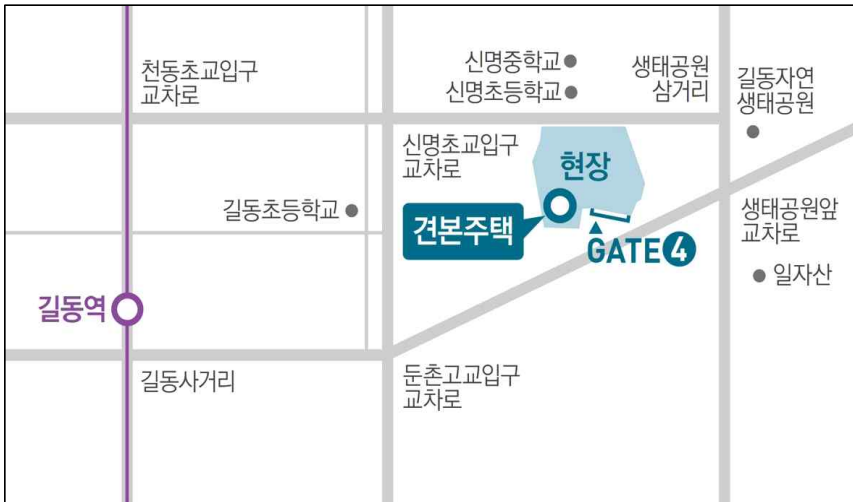 천동초교입구
교차로
신명중학교
신명초등학교
생태공원
삼거리
길동자연
생태공원
신명초교입구
교차로
현장
길동초등학교
견본주택
GATE 4
생태공원앞
교차로
일자산
길동역
길동사거리
둔촌고교입구
교차로